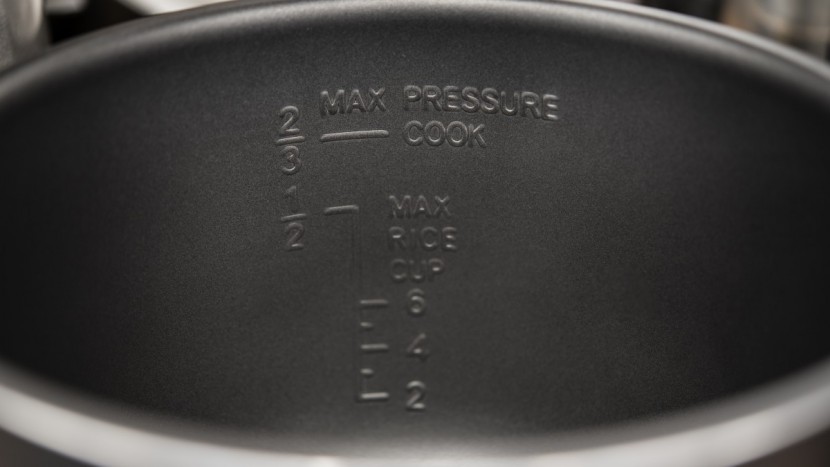 2/3 MAX PRESSURE
COOK
1/2 MAX
RICE
CUP
6
4
2